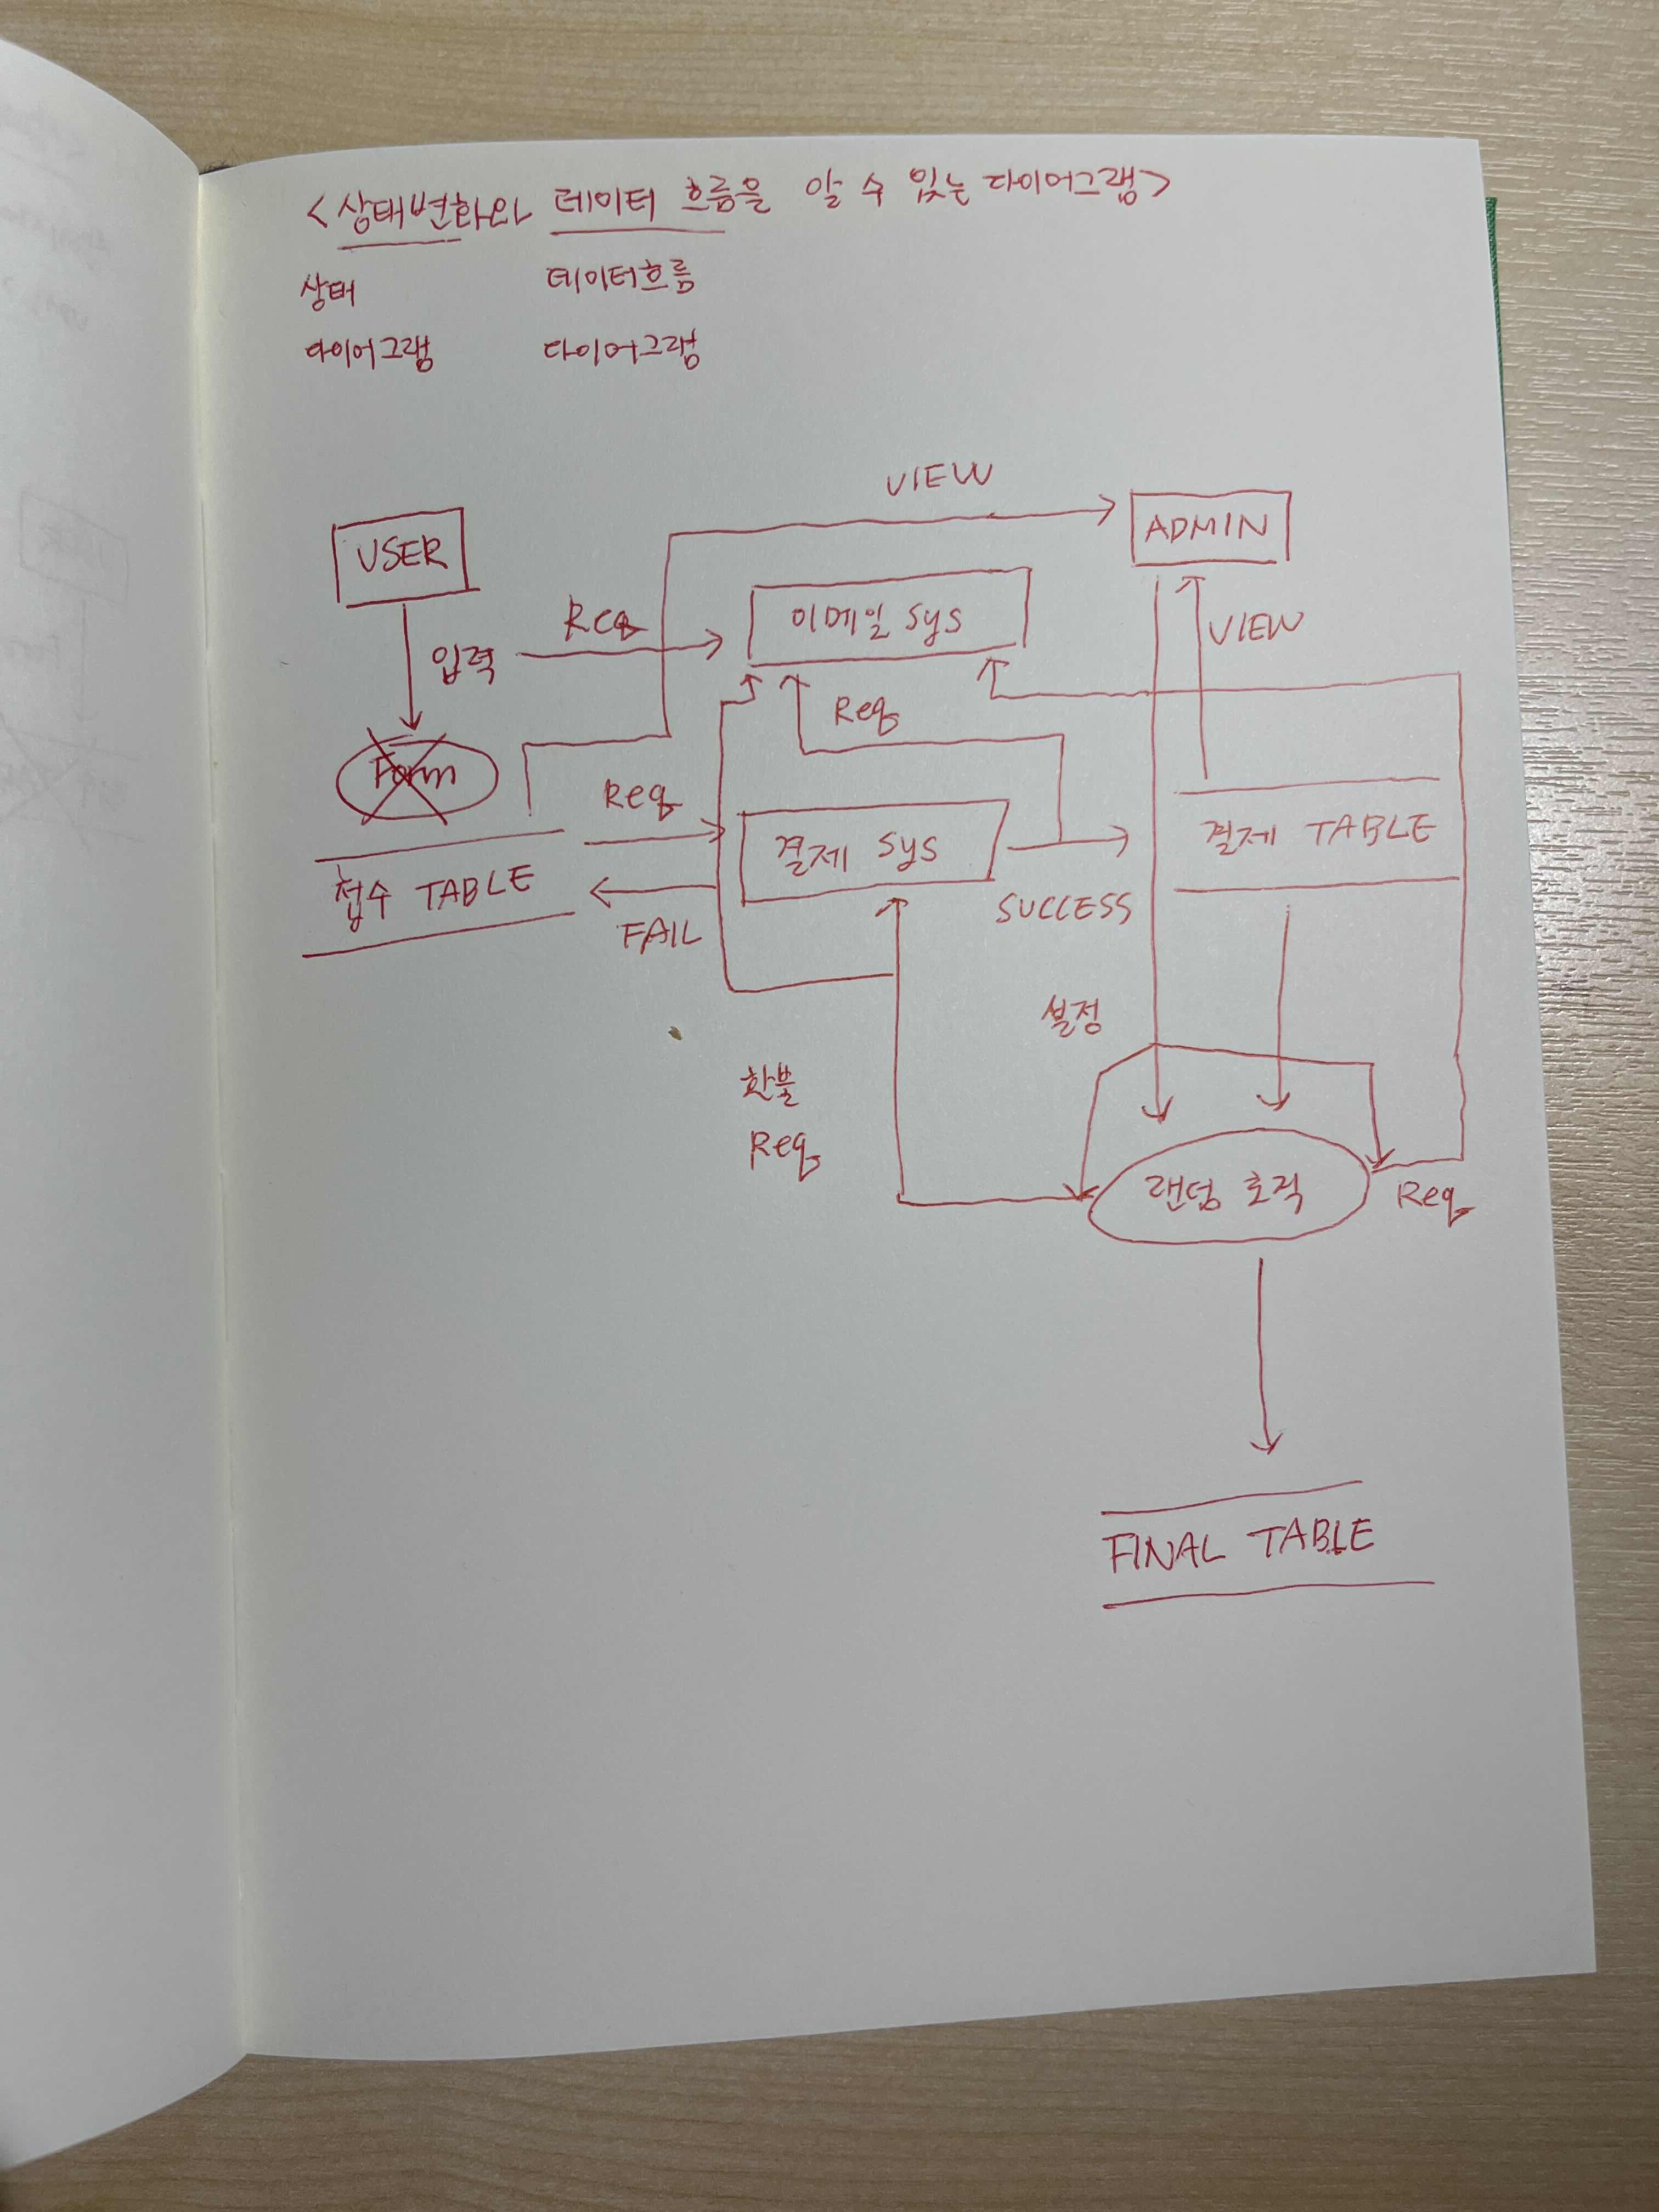 <상태변화와 데이터 흐름을 알 수 있는 다이어그램>
상태 데이터흐름
다이어그램 다이어그램
VIEW
USER
ADMIN
Req
이메일 sys
입력
VIEW
Req
Form
Req
결제 sys
결제 TABLE
접수 TABLE
FAIL
SUCCESS
설정
환불
Req
랜덤 로직
Req
FINAL TABLE